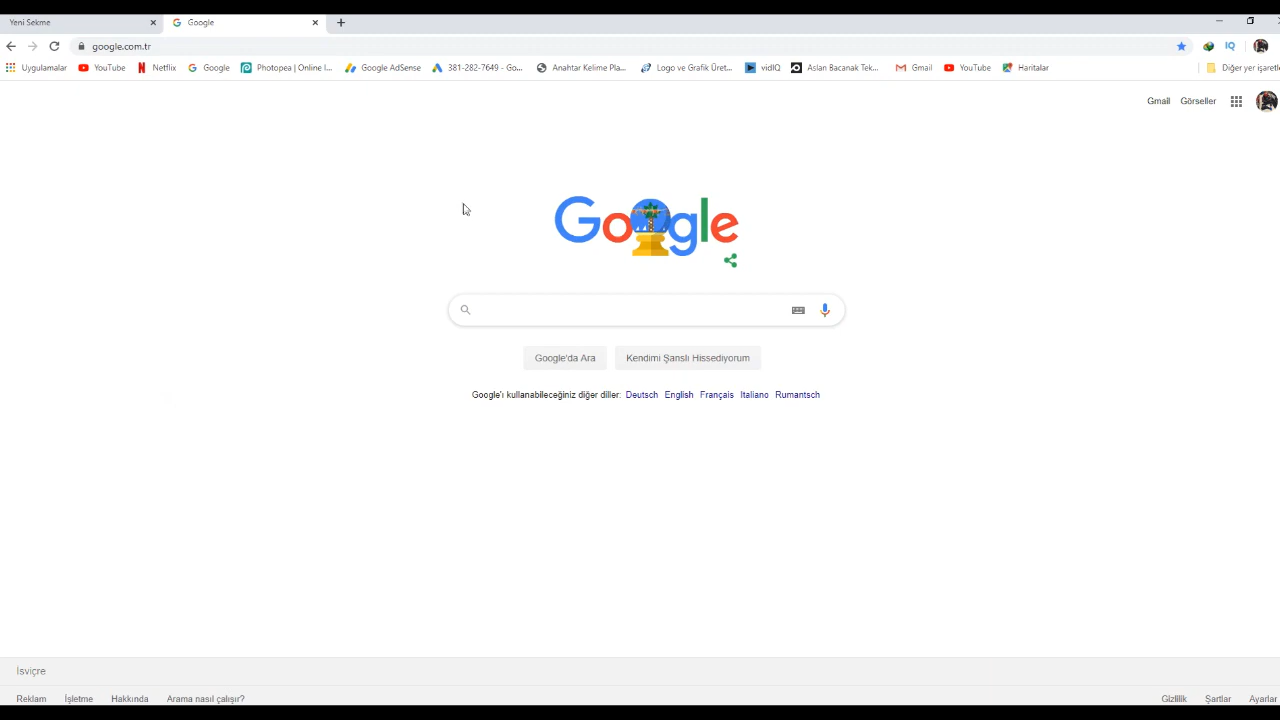 Yeni Sekme
Google
google.com.tr
IQ
Uygulamalar YouTube Netflix Google Photopea | Online I... Google AdSense 381-282-7649 - Go... Anahtar Kelime Pla... Logo ve Grafik Üret... vidIQ Aslan Bacanak Tek... Gmail YouTube Haritalar Diğer yer işaretle
Gmail Görseller
Google
Google'da Ara Kendimi Şanslı Hissediyorum
Google'ı kullanabileceğiniz diğer diller: Deutsch English Français Italiano Rumantsch
İsviçre
Reklam İşletme Hakkında Arama nasıl çalışır? Gizlilik Şartlar Ayarlar